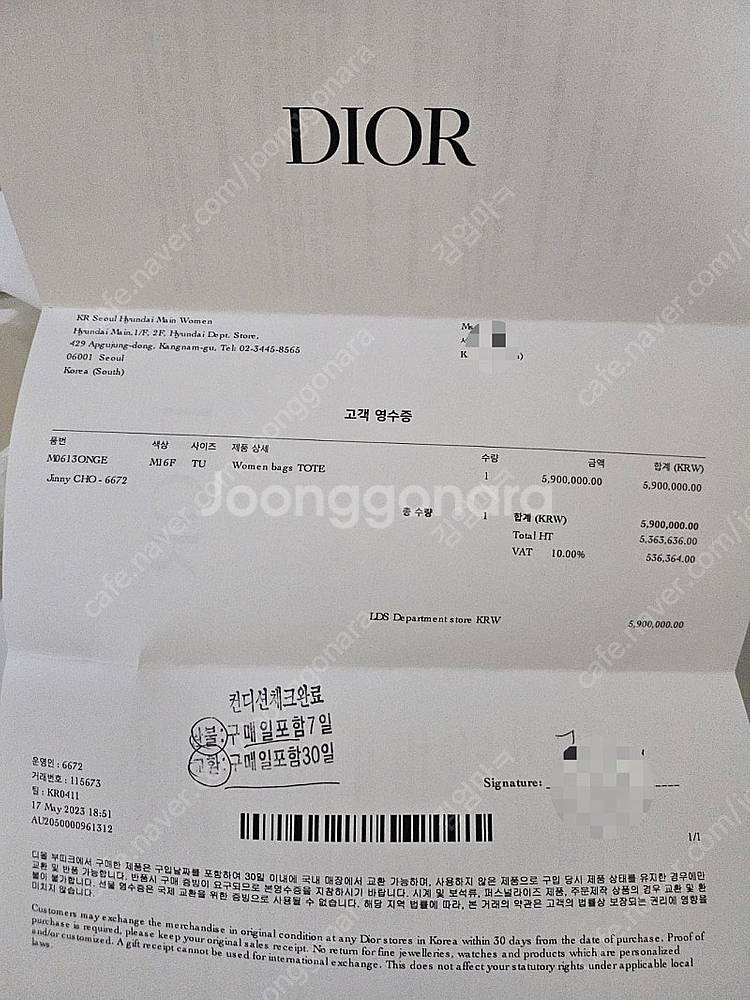 DIOR
KR Seoul Hyundai Main Women
Hyundai Main,1/F, 2F, Hyundai Dept. Store,
429 Apgujung-dong, Kangnam-gu, Tel: 02-3445-8565
06001 Seoul
Korea (South)
고객 영수증
품번 색상 사이즈 제품 상세 수량 금액 합계 (KRW)
M0613ONGE M16F TU Women bags TOTE 1 5,900,000.00 5,900,000.00
Jinny CHO - 6672
Joonggonara
총 수량 1 합계 (KRW) 5,900,000.00
Total HT 5,363,636.00
VAT 10.00% 536,364.00
LDS Department store KRW 5,900,000.00
컨디션체크완료
환불:구매일포함7일
교환:구매일포함30일
운영인 : 6672
거래번호 : 115673
팀 : KR0411
17 May 2023 18:51
AU2050000961312
Signature:
1/1
디올 부띠크에서 구매한 제품은 구입날짜를 포함하여 30일 이내에 국내 매장에서 교환 가능하며, 사용하지 않은 제품으로 구입 당시 제품 상태를 유지한 경우에만
교환 및 반품 가능합니다. 반품시 구매 증빙이 요구되므로 본영수증을 지참하시기 바랍니다. 시계 및 보석류, 퍼스널라이즈 제품, 주문제작 상품의 경우 교환 및 환
불이 불가합니다. 선물 영수증은 국제 교환을 위한 증빙으로 사용될 수 없습니다. 해당 지역 법률에 따라, 본 거래의 약관은 고객의 법률상 보장되는 권리에 영향을
미치지 않습니다.
Customers may exchange the merchandise in original condition at any Dior stores in Korea within 30 days from the date of purchase. Proof of
purchase is required, please keep your original sales receipt. No return for fine jewelleries, watches and products which are personalized
and/or customized. A gift receipt cannot be used for international exchange. This does not affect your statutory rights under applicable local
laws.
cafe.naver.com/joonggonara